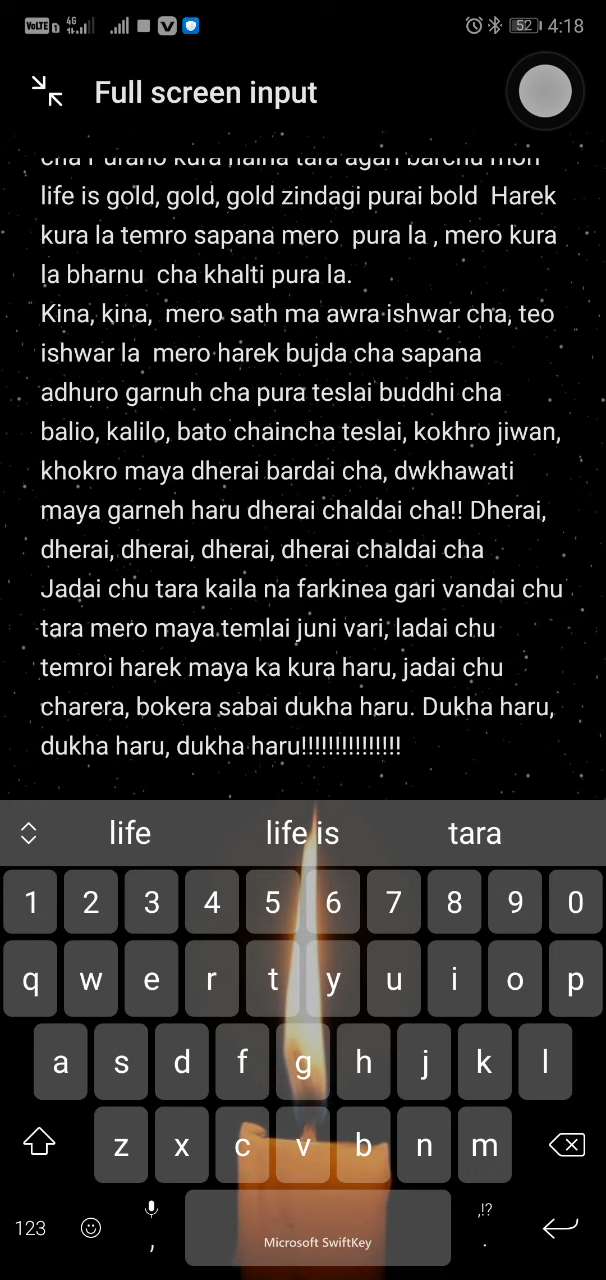 VoLTE 4G 52 4:18
Full screen input
life is gold, gold, gold zindagi purai bold Harek
kura la temro sapana mero pura la , mero kura
la bharnu cha khalti pura la.
Kina, kina, mero sath ma awra ishwar cha, teo
ishwar la mero harek bujda cha sapana
adhuro garnuh cha pura teslai buddhi cha
balio, kalilo, bato chaincha teslai, kokhro jiwan,
khokro maya dherai bardai cha, dwkhawati
maya garneh haru dherai chaldai cha!! Dherai,
dherai, dherai, dherai, dherai chaldai cha
Jadai chu tara kaila na farkinea gari vandai chu
tara mero maya temlai juni vari, ladai chu
temroi harek maya ka kura haru, jadai chu
charera, bokera sabai dukha haru. Dukha haru,
dukha haru, dukha haru!!!!!!!!!!!!!!!
life life is tara
1 2 3 4 5 6 7 8 9 0
q w e r t y u i o p
a s d f g h j k l
z x c v b n m
123 , Microsoft SwiftKey ,!? .